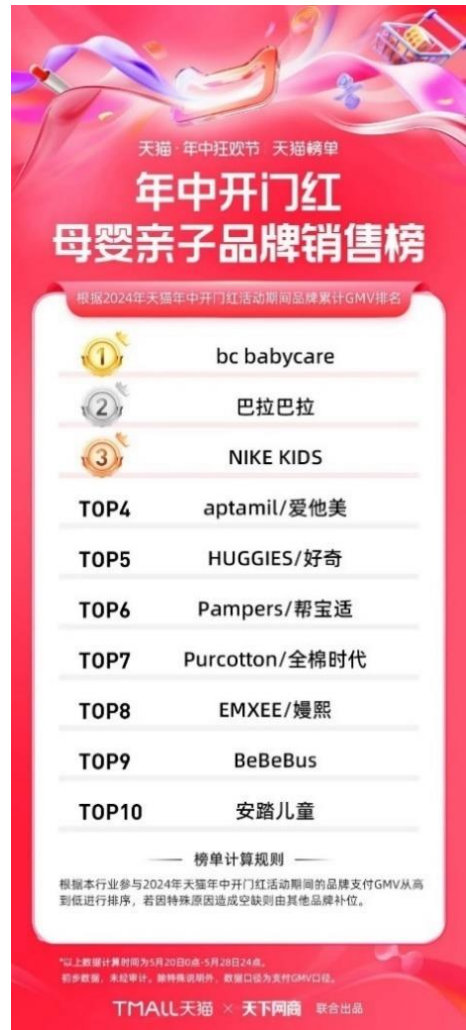 天猫·年中狂欢节 天猫榜单
年中开门红
母婴亲子品牌销售榜
根据2024年天猫年中开门红活动期间品牌累计GMV排名
1 bc babycare
2 巴拉巴拉
3 NIKE KIDS
TOP4 aptamil/爱他美
TOP5 HUGGIES/好奇
TOP6 Pampers/帮宝适
TOP7 Purcotton/全棉时代
TOP8 EMXEE/嫚熙
TOP9 BeBeBus
TOP10 安踏儿童
榜单计算规则
根据本行业参与2024年天猫年中开门红活动期间的品牌支付GMV从高
到低进行排序，若因特殊原因造成空缺则由其他品牌补位。
*以上数据计算时间为5月20日0点-5月28日24点。
初步数据，未经审计。除特殊说明外，数据口径为支付GMV口径。
TMALL天猫 × 天下网商 联合出品